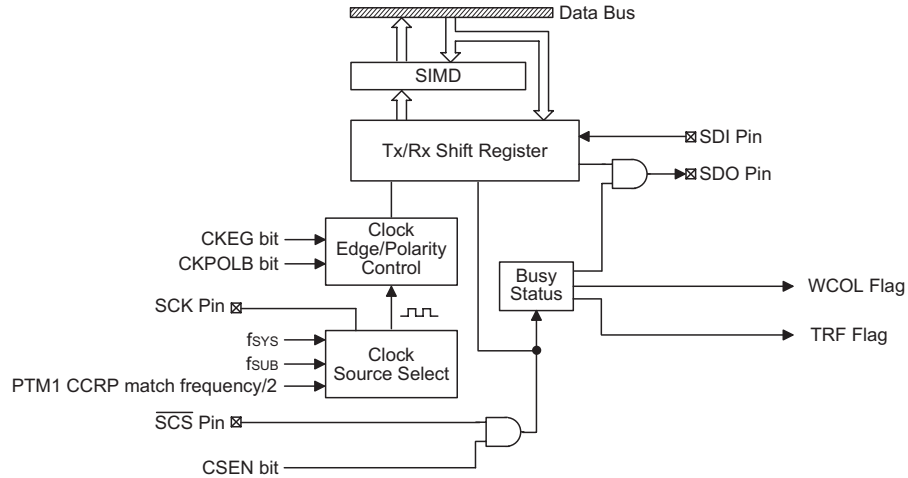 Data Bus
SIMD
Tx/Rx Shift Register
SDI Pin
SDO Pin
CKEG bit
CKPOLB bit
Clock
Edge/Polarity
Control
Busy
Status
WCOL Flag
TRF Flag
SCK Pin
fSYS
fSUB
PTM1 CCRP match frequency/2
Clock
Source Select
SCS Pin
CSEN bit